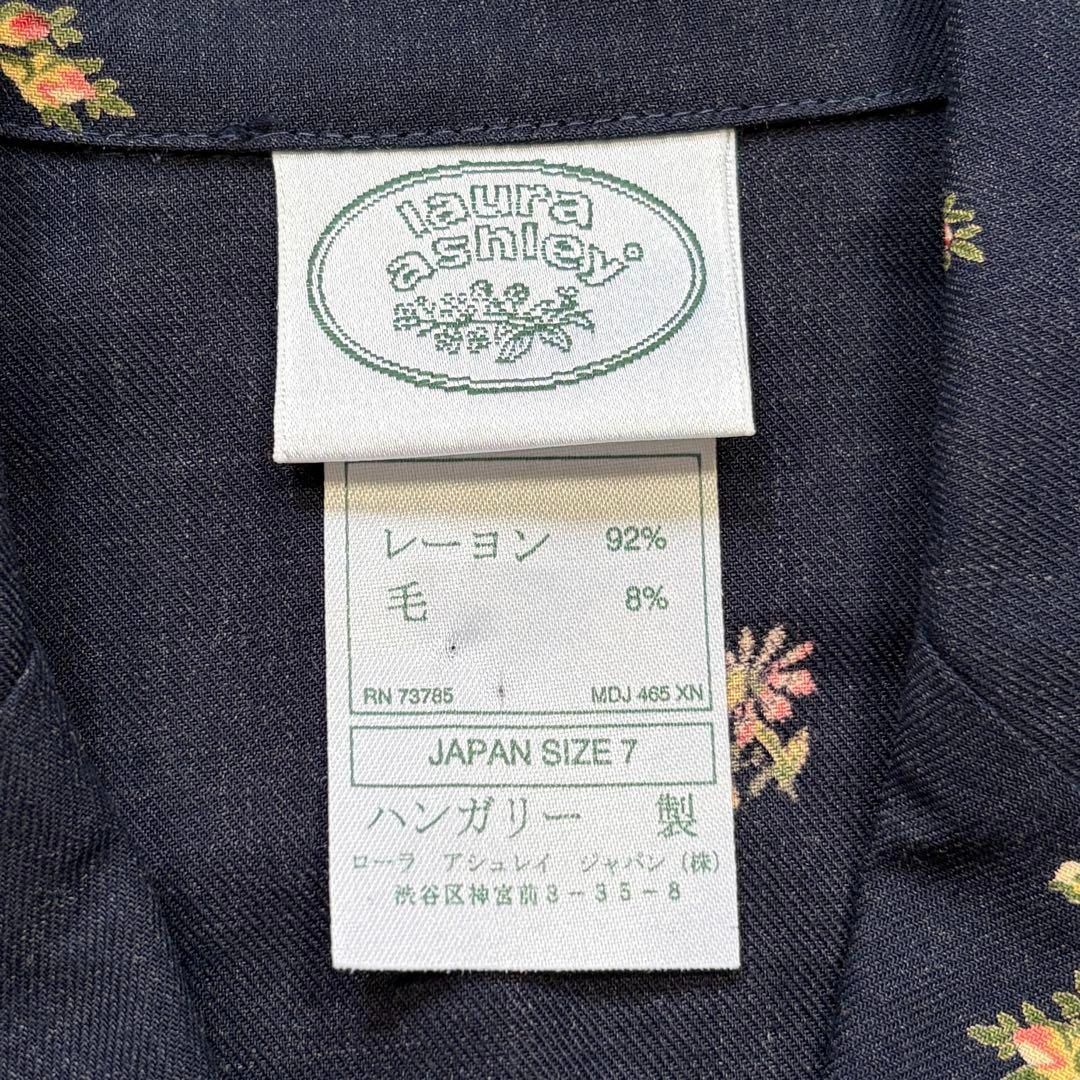 laura
ashley®
レーヨン 92%
毛 8%
RN 73785 MDJ 465 XN
JAPAN SIZE 7
ハンガリー 製
ローラ アシュレイ ジャパン(株)
渋谷区神宮前3-35-8